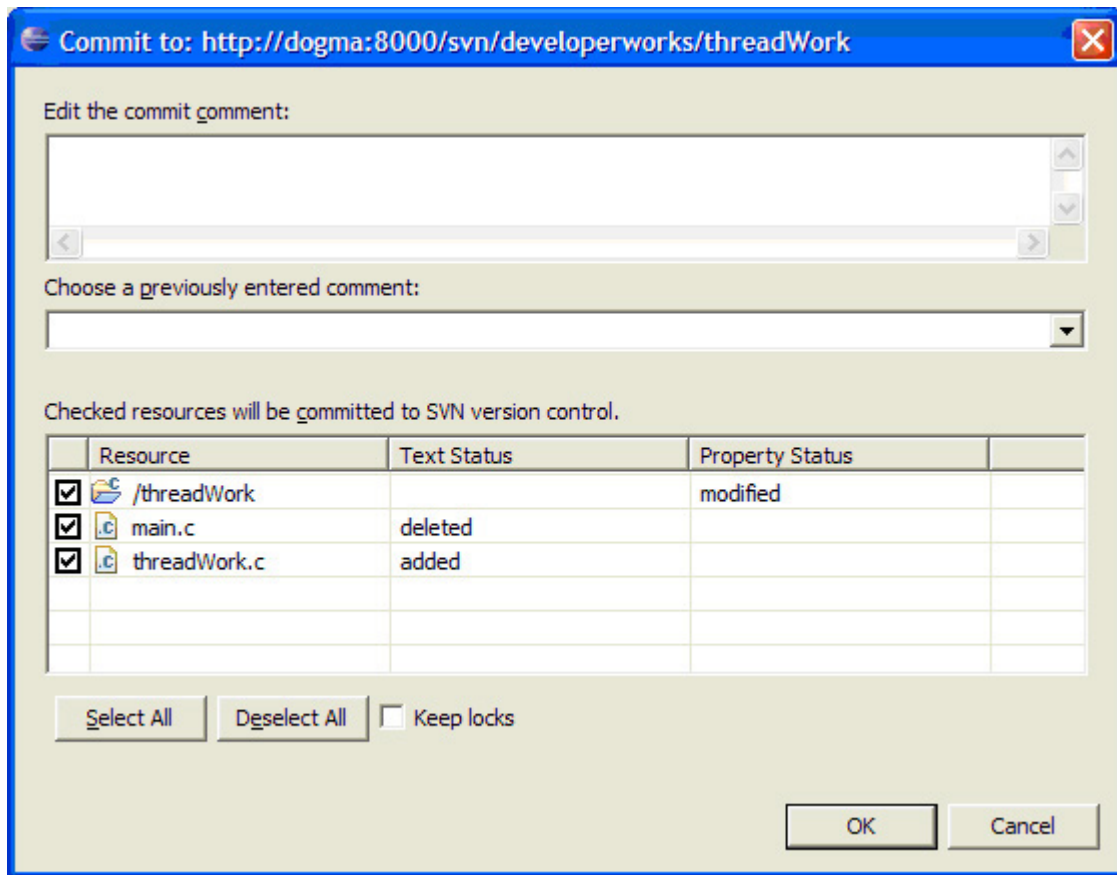 Commit to: http://dogma:8000/svn/developerworks/threadWork
Edit the commit comment:
Choose a previously entered comment:
Checked resources will be committed to SVN version control.
Resource Text Status Property Status
/threadWork modified
main.c deleted
threadWork.c added
Select All Deselect All Keep locks
OK Cancel